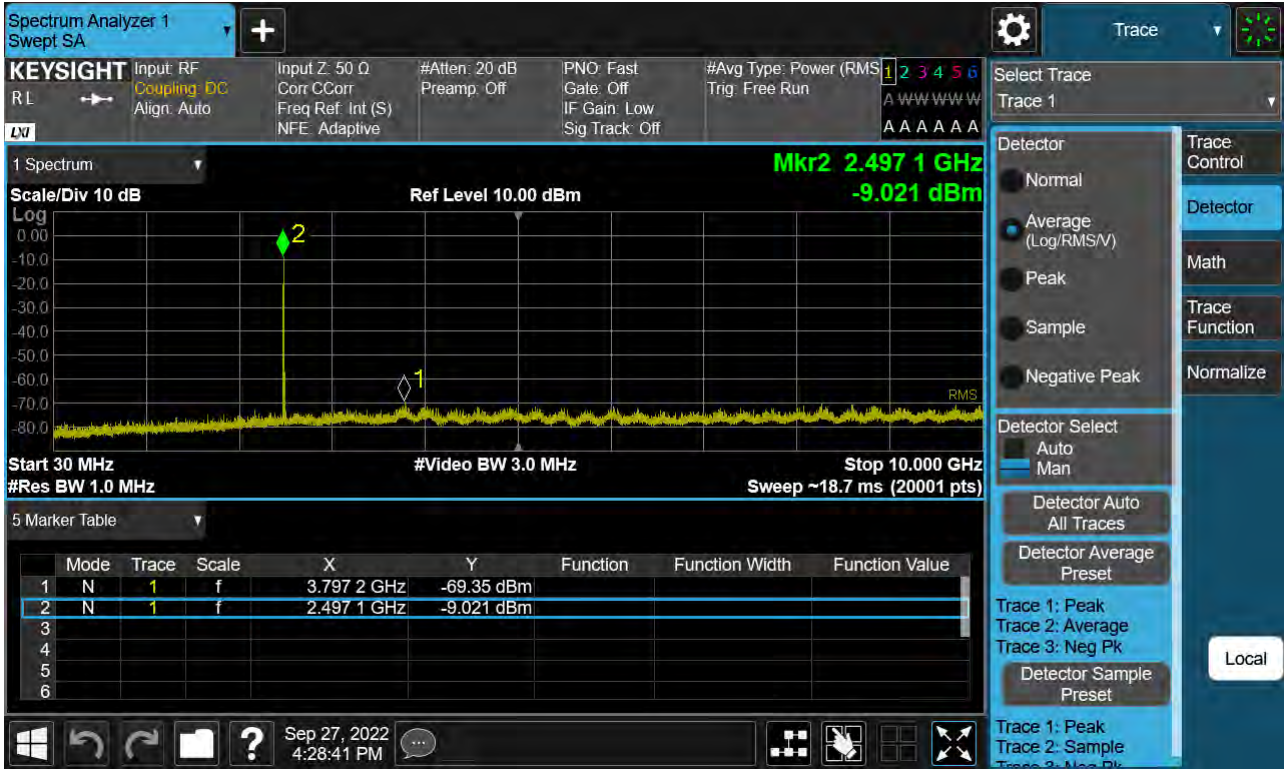 Spectrum Analyzer 1
Swept SA
Trace
KEYSIGHT
R L
LXI
Input: RF
Coupling: DC
Align: Auto
Input Z: 50 Ω
Corr CCorr
Freq Ref: Int (S)
NFE: Adaptive
#Atten: 20 dB
Preamp: Off
PNO: Fast
Gate: Off
IF Gain: Low
Sig Track: Off
#Avg Type: Power (RMS
Trig: Free Run
1 2 3 4 5 6
A W W W W W
A A A A A A
Select Trace
Trace 1
1 Spectrum
Mkr2 2.497 1 GHz
-9.021 dBm
Scale/Div 10 dB
Ref Level 10.00 dBm
Log
0.00
-10.0
-20.0
-30.0
-40.0
-50.0
-60.0
-70.0
-80.0
2
1
RMS
Start 30 MHz
#Video BW 3.0 MHz
Stop 10.000 GHz
#Res BW 1.0 MHz
Sweep ~18.7 ms (20001 pts)
5 Marker Table
Mode Trace Scale X Y Function Function Width Function Value
1 N 1 f 3.797 2 GHz -69.35 dBm
2 N 1 f 2.497 1 GHz -9.021 dBm
3
4
5
6
Detector
Normal
Average
(Log/RMS/V)
Peak
Sample
Negative Peak
Detector Select
Auto
Man
Detector Auto
All Traces
Detector Average
Preset
Trace 1: Peak
Trace 2: Average
Trace 3: Neg Pk
Detector Sample
Preset
Trace 1: Peak
Trace 2: Sample
Trace 3: Neg Pk
Trace
Control
Detector
Math
Trace
Function
Normalize
Local
?
Sep 27, 2022
4:28:41 PM